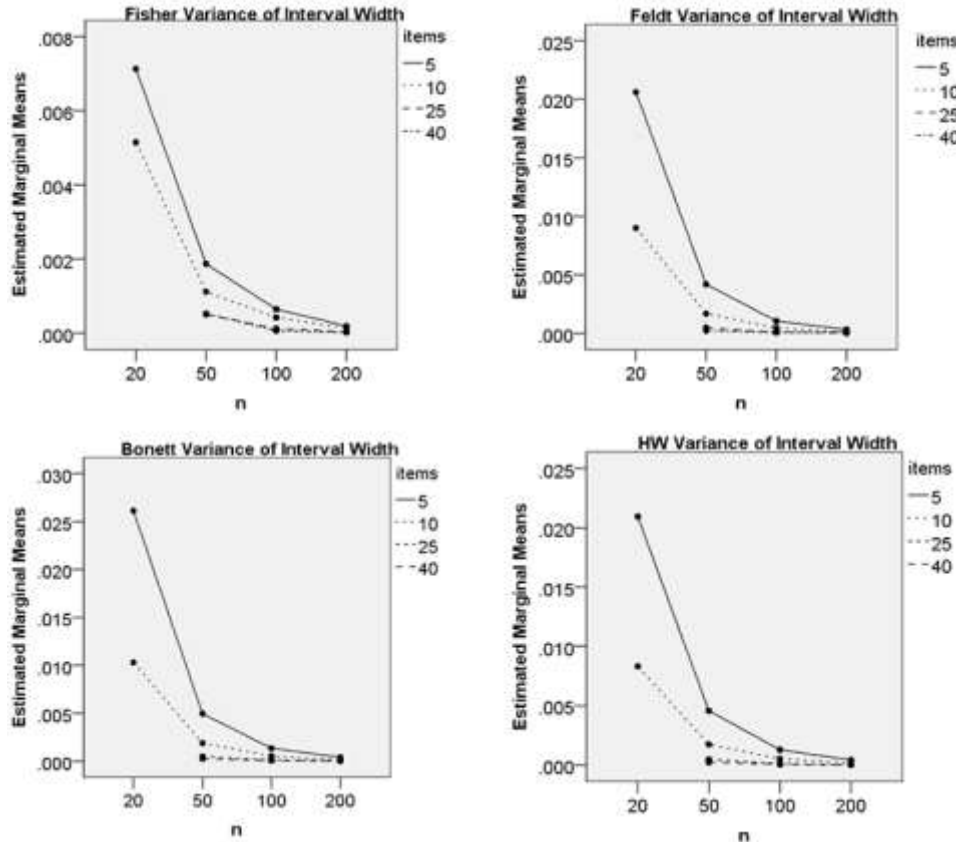 Fisher Variance of Interval Width
Estimated Marginal Means
.008
.006
.004
.002
.000
20 50 100 200
n
items
5
10
25
40
Feldt Variance of Interval Width
Estimated Marginal Means
.025
.020
.015
.010
.005
.000
20 50 100 200
n
items
5
10
25
40
Bonett Variance of Interval Width
Estimated Marginal Means
.030
.025
.020
.015
.010
.005
.000
20 50 100 200
n
items
5
10
25
40
HW Variance of Interval Width
Estimated Marginal Means
.025
.020
.015
.010
.005
.000
20 50 100 200
n
items
5
10
25
40